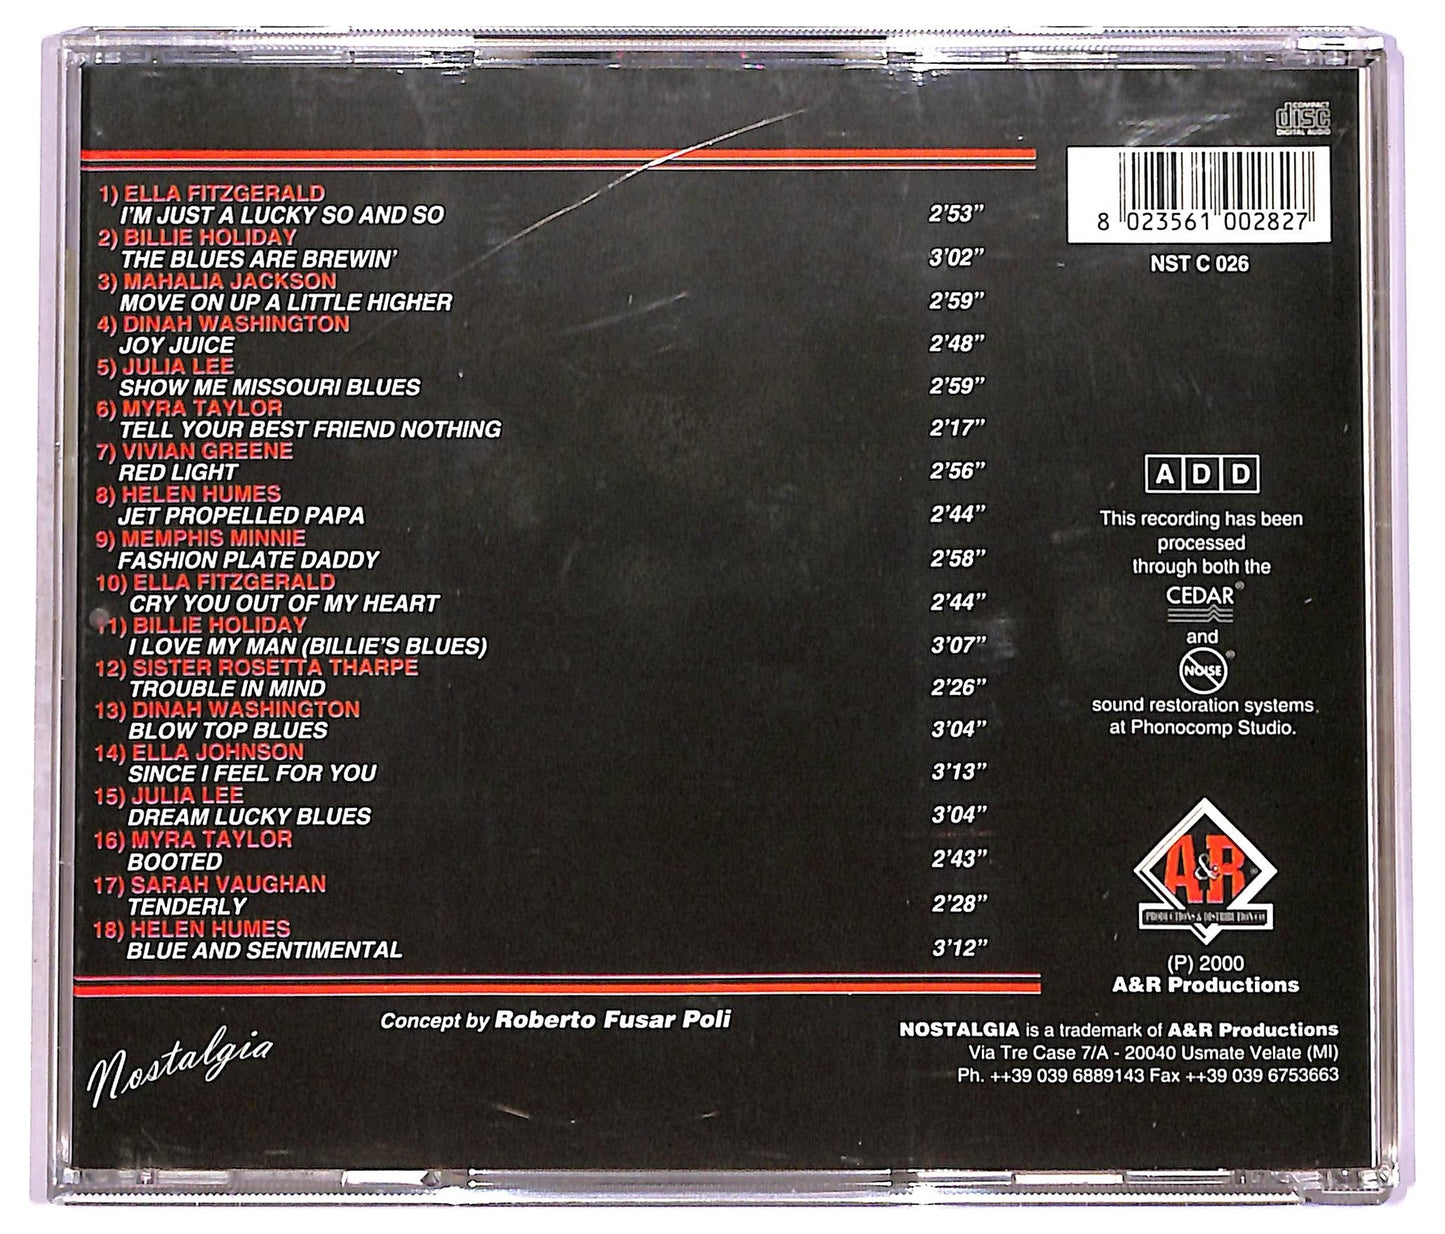 COMPACT
disc
DIGITAL AUDIO
1) ELLA FITZGERALD
I'M JUST A LUCKY SO AND SO 2'53”
2) BILLIE HOLIDAY
THE BLUES ARE BREWIN' 3'02”
3) MAHALIA JACKSON
MOVE ON UP A LITTLE HIGHER 2'59”
4) DINAH WASHINGTON
JOY JUICE 2'48”
5) JULIA LEE
SHOW ME MISSOURI BLUES 2'59”
6) MYRA TAYLOR
TELL YOUR BEST FRIEND NOTHING 2'17”
7) VIVIAN GREENE
RED LIGHT 2'56”
8) HELEN HUMES
JET PROPELLED PAPA 2'44”
9) MEMPHIS MINNIE
FASHION PLATE DADDY 2'58”
10) ELLA FITZGERALD
CRY YOU OUT OF MY HEART 2'44”
11) BILLIE HOLIDAY
I LOVE MY MAN (BILLIE'S BLUES) 3'07”
12) SISTER ROSETTA THARPE
TROUBLE IN MIND 2'26”
13) DINAH WASHINGTON
BLOW TOP BLUES 3'04”
14) ELLA JOHNSON
SINCE I FEEL FOR YOU 3'13”
15) JULIA LEE
DREAM LUCKY BLUES 3'04”
16) MYRA TAYLOR
BOOTED 2'43”
17) SARAH VAUGHAN
TENDERLY 2'28”
18) HELEN HUMES
BLUE AND SENTIMENTAL 3'12”
8 023561 002827
NST C 026
A D D
This recording has been
processed
through both the
CEDAR®
and
NOISE
sound restoration systems
at Phonocomp Studio.
A&R
PRODUCTIONS & DISTRIBUTION CO
(P) 2000
A&R Productions
Concept by Roberto Fusar Poli
Nostalgia
NOSTALGIA is a trademark of A&R Productions
Via Tre Case 7/A - 20040 Usmate Velate (MI)
Ph. ++39 039 6889143 Fax ++39 039 6753663